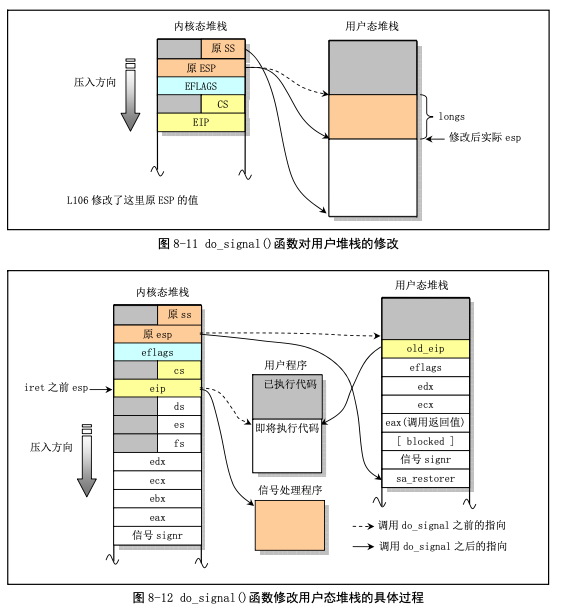 内核态堆栈
用户态堆栈
原 SS
原 ESP
EFLAGS
CS
EIP
压入方向
longs
修改后实际 esp
L106 修改了这里原 ESP 的值
图 8-11 do_signal()函数对用户堆栈的修改
内核态堆栈
用户态堆栈
原 ss
原 esp
eflags
cs
eip
ds
es
fs
edx
ecx
ebx
eax
信号 signr
iret 之前 esp
压入方向
用户程序
已执行代码
即将执行代码
信号处理程序
old_eip
eflags
edx
ecx
eax(调用返回值)
[ blocked ]
信号 signr
sa_restorer
调用 do_signal 之前的指向
调用 do_signal 之后的指向
图 8-12 do_signal()函数修改用户态堆栈的具体过程